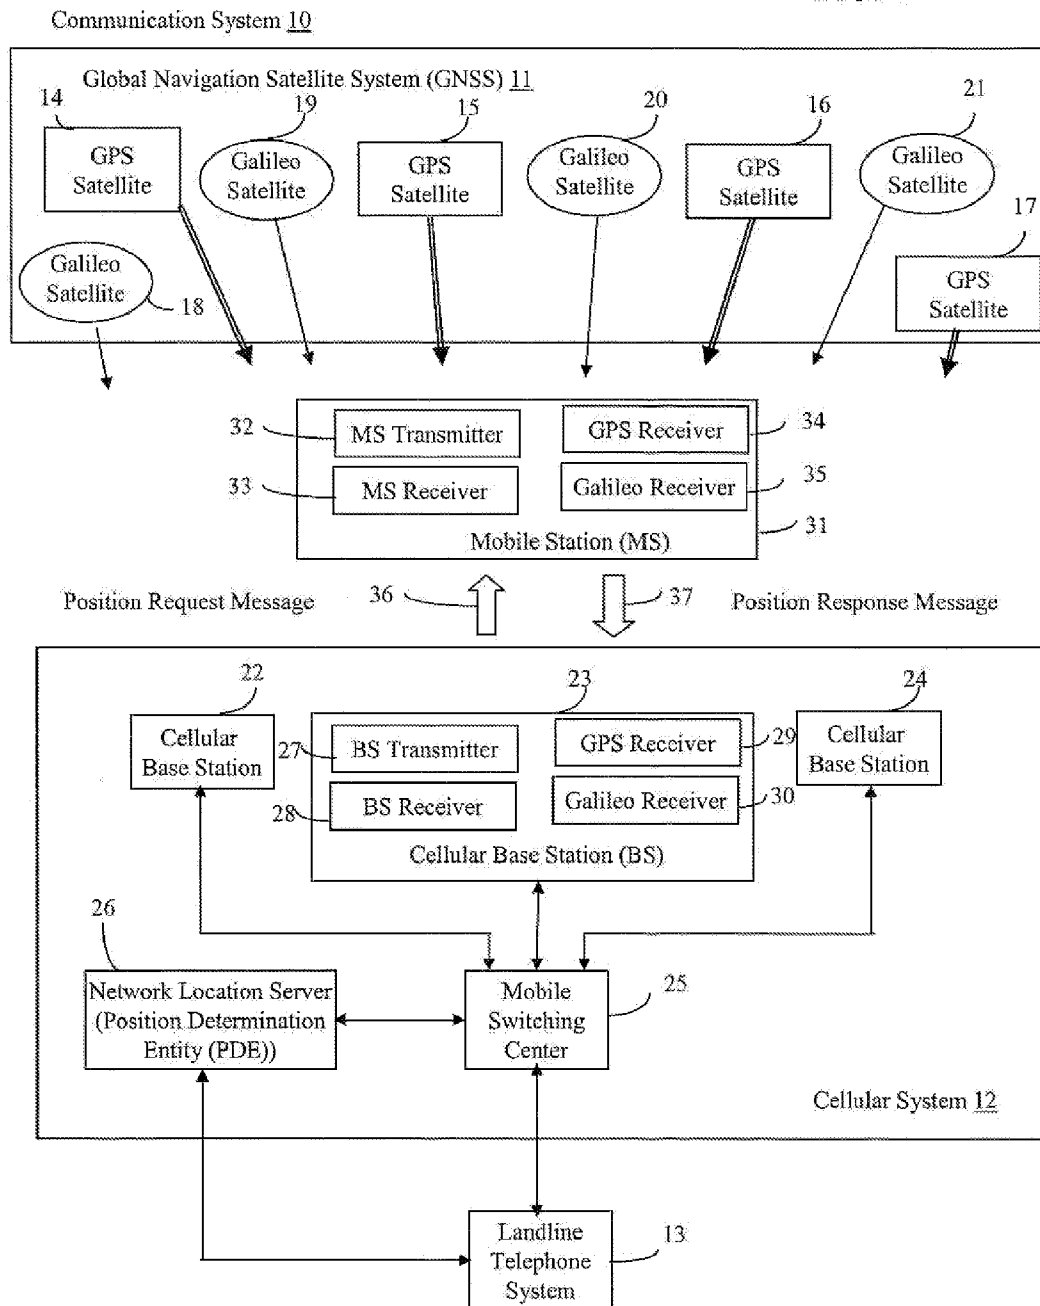 Communication System 10
Global Navigation Satellite System (GNSS) 11
14
19
15
20
16
21
GPS
Satellite
Galileo
Satellite
GPS
Satellite
Galileo
Satellite
GPS
Satellite
Galileo
Satellite
17
Galileo
Satellite
18
GPS
Satellite
32
MS Transmitter
GPS Receiver
34
33
MS Receiver
Galileo Receiver
35
31
Mobile Station (MS)
Position Request Message
36
37
Position Response Message
22
23
24
Cellular
Base Station
27
BS Transmitter
GPS Receiver
29
Cellular
Base Station
28
BS Receiver
Galileo Receiver
30
Cellular Base Station (BS)
26
Network Location Server
(Position Determination
Entity (PDE))
Mobile
Switching
Center
25
Cellular System 12
Landline
Telephone
System
13